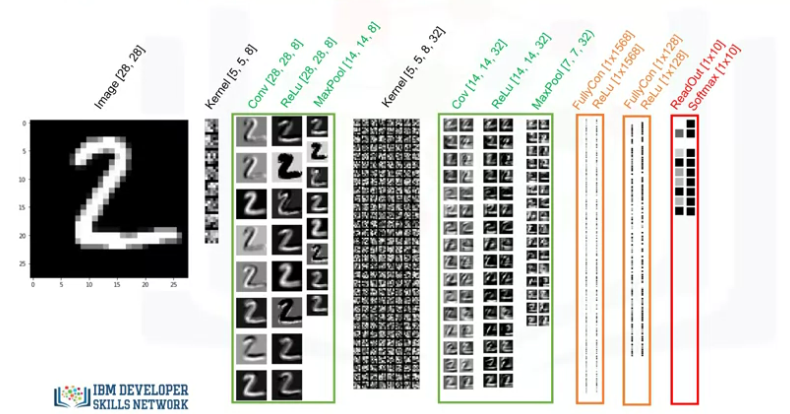 Image [28, 28]
Kernel [5, 5, 8]
Conv [28, 28, 8]
ReLu [28, 28, 8]
MaxPool [14, 14, 8]
Kernel [5, 5, 8, 32]
Cov [14, 14, 32]
ReLu [14, 14, 32]
MaxPool [7, 7, 32]
FullyCon [1x1568]
ReLu [1x1568]
FullyCon [1x128]
ReLu [1x128]
ReadOut [1x10]
Softmax [1x10]
0
5
10
15
20
25
0 5 10 15 20 25
IBM DEVELOPER
SKILLS NETWORK